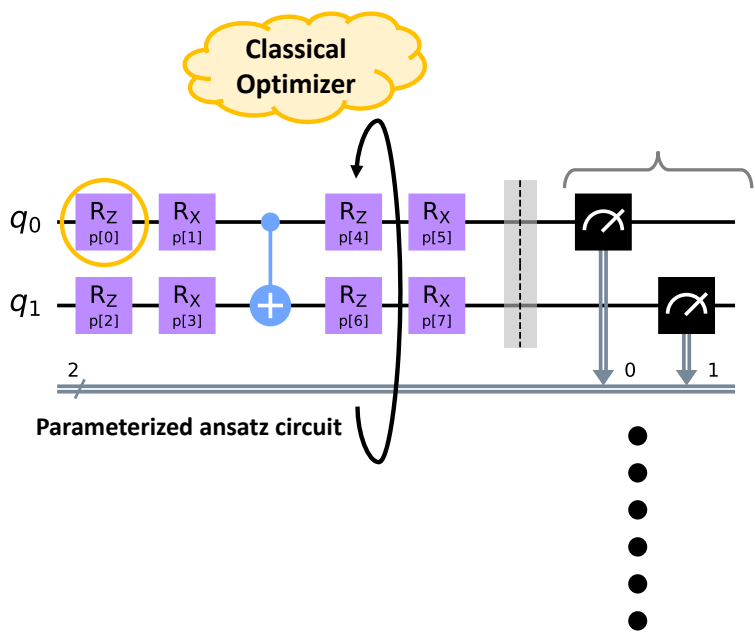 Classical
Optimizer
q0 RZ p[0] RX p[1] RZ p[4] RX p[5]
q1 RZ p[2] RX p[3] RZ p[6] RX p[7]
2 0 1
Parameterized ansatz circuit